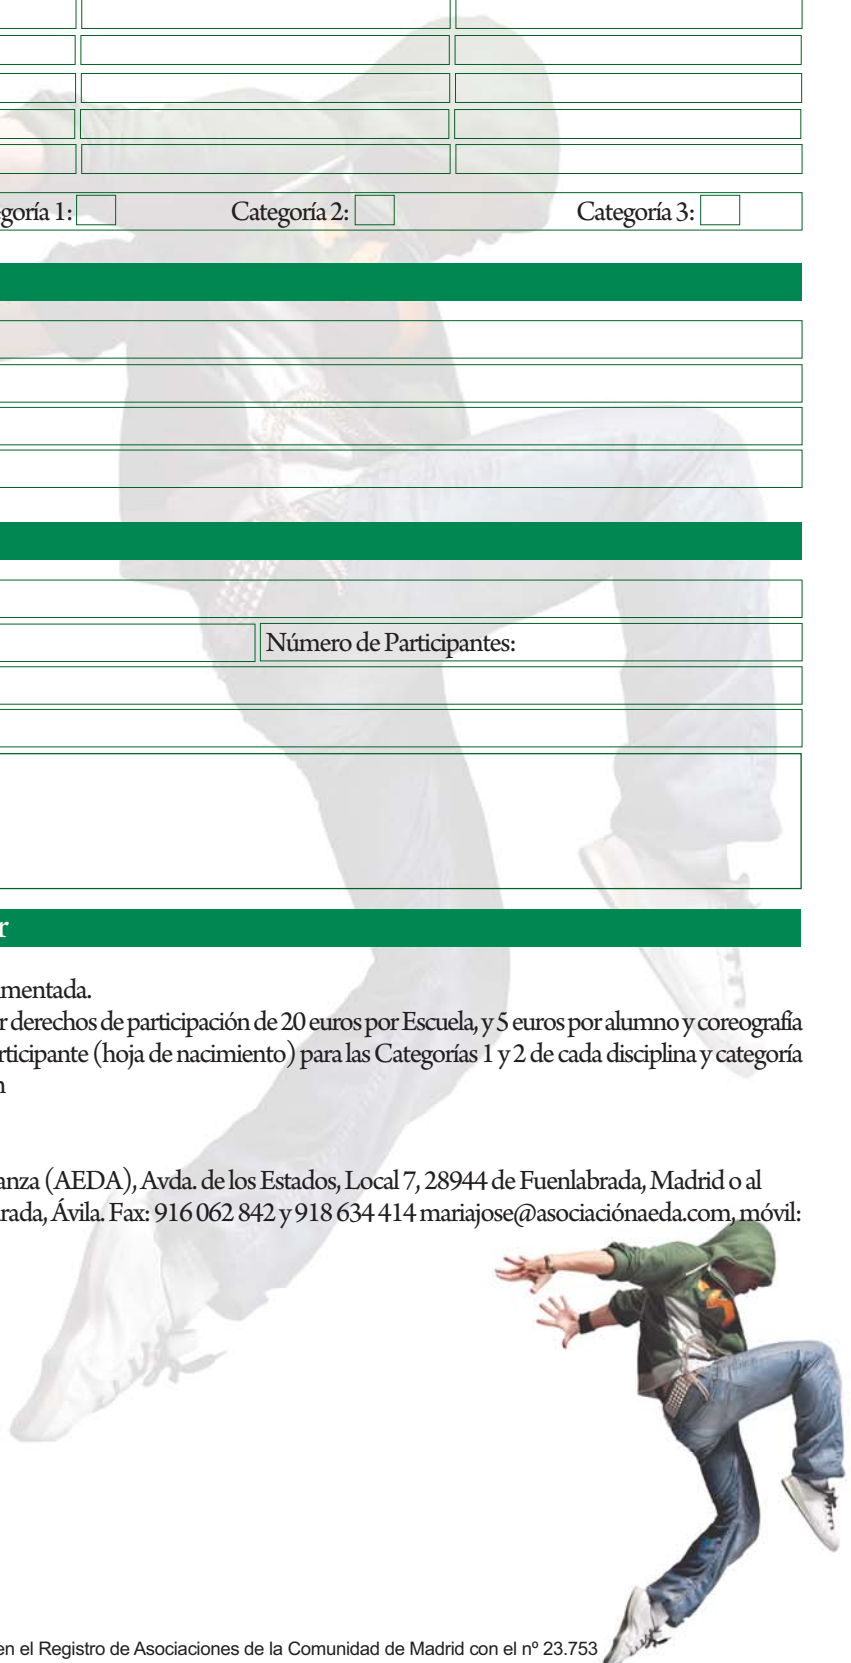 goría 1: Categoría 2: Categoría 3:
Número de Participantes:
r
mentada.
r derechos de participación de 20 euros por Escuela, y 5 euros por alumno y coreografía
rticipante (hoja de nacimiento) para las Categorías 1 y 2 de cada disciplina y categoría
n
anza (AEDA), Avda. de los Estados, Local 7, 28944 de Fuenlabrada, Madrid o al
rada, Ávila. Fax: 916 062 842 y 918 634 414 mariajose@asociaciónaeda.com, móvil:
en el Registro de Asociaciones de la Comunidad de Madrid con el nº 23.753